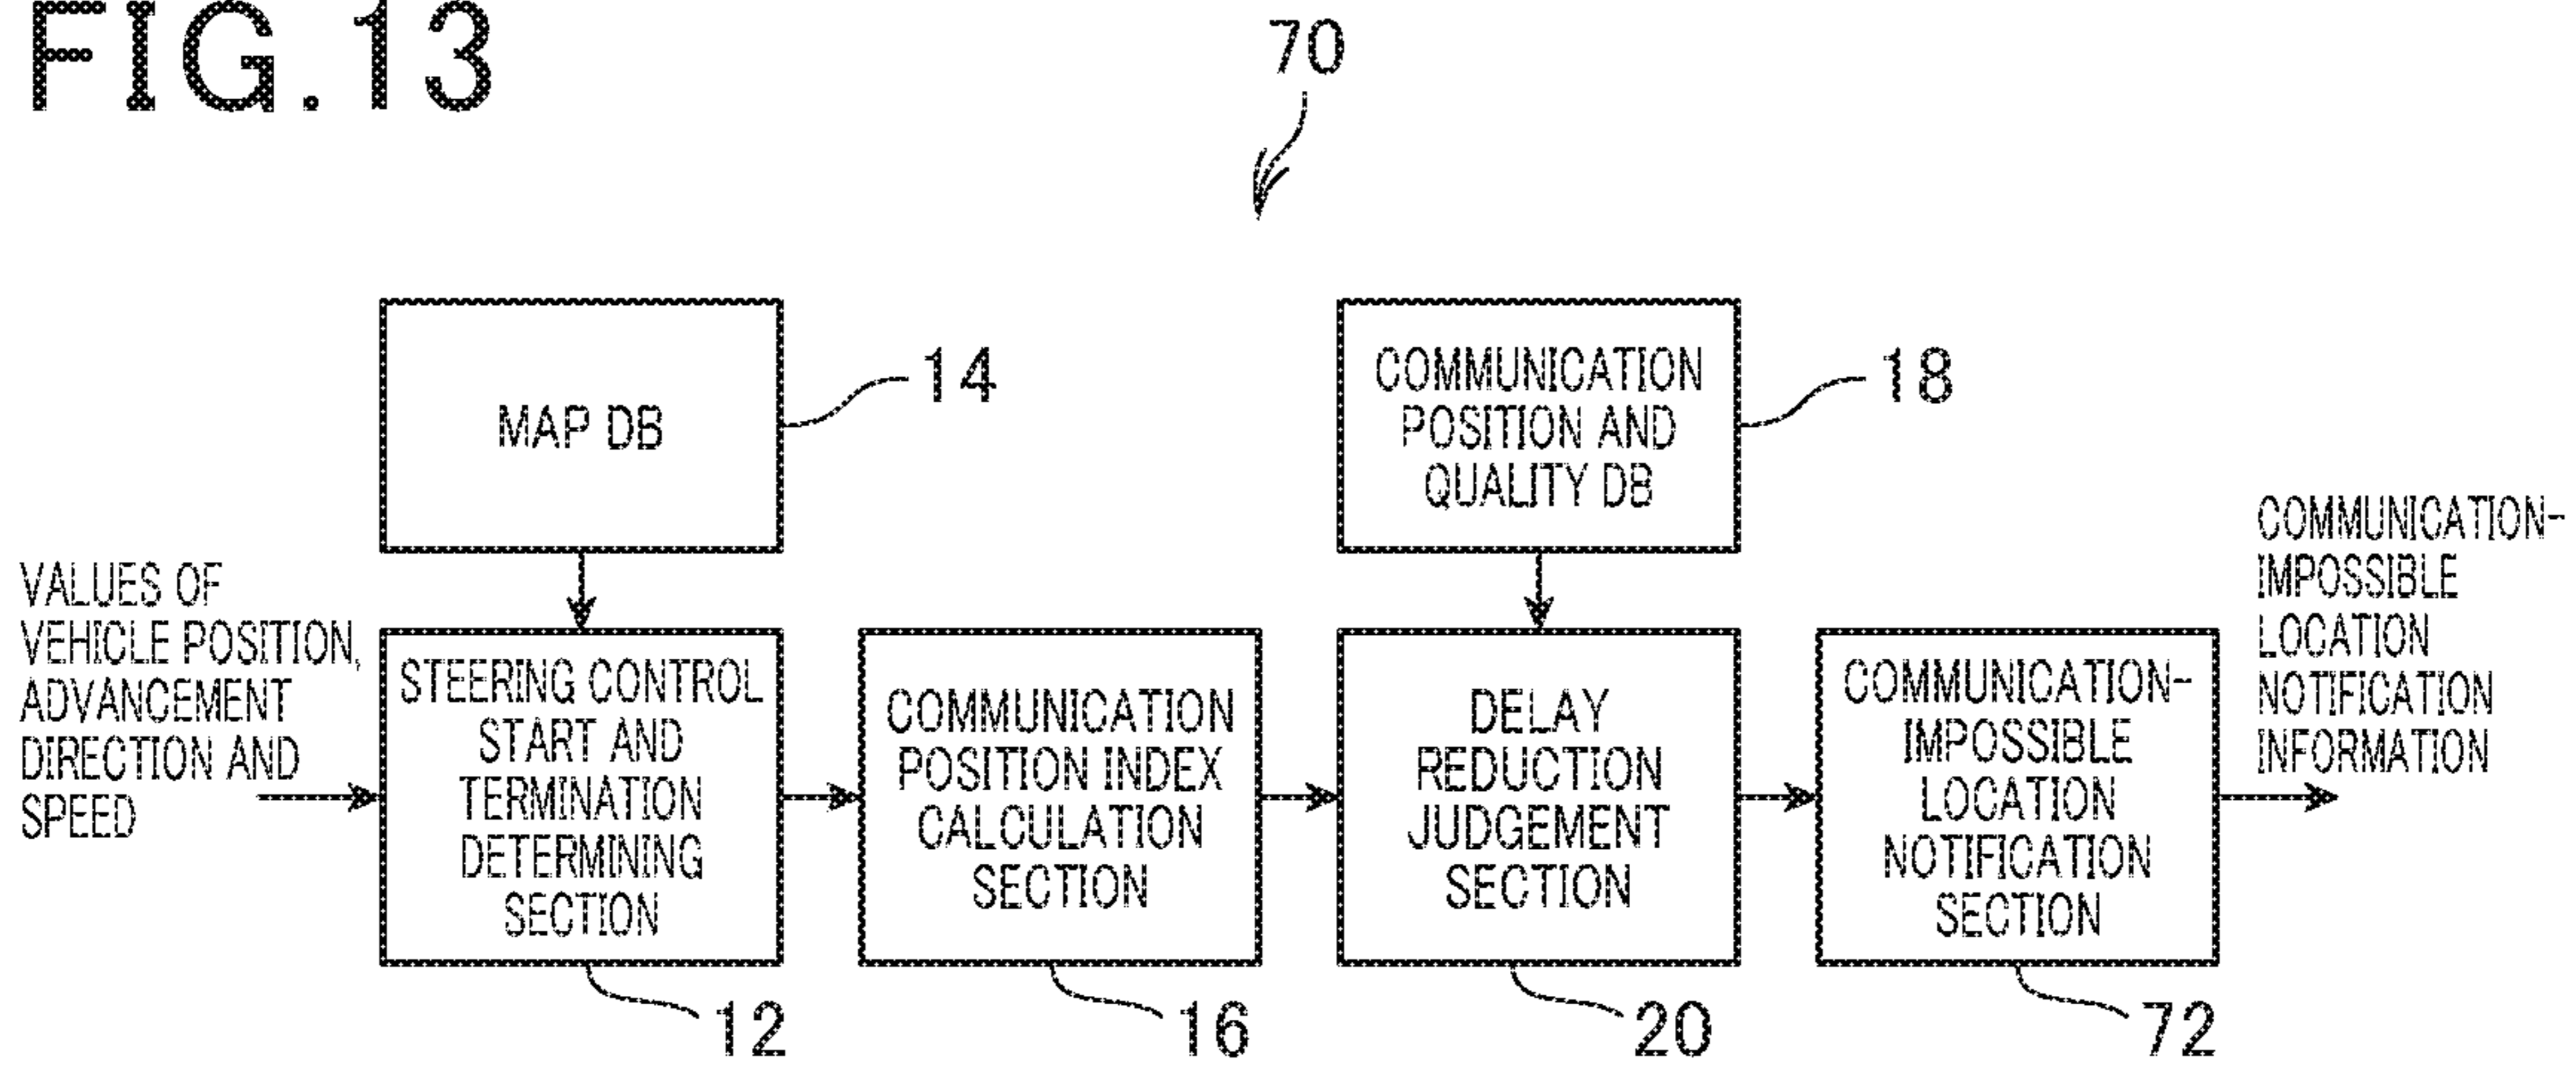 FIG.13
70
MAP DB
14
COMMUNICATION
POSITION AND
QUALITY DB
18
VALUES OF
VEHICLE POSITION,
ADVANCEMENT
DIRECTION AND
SPEED
STEERING CONTROL
START AND
TERMINATION
DETERMINING
SECTION
12
COMMUNICATION
POSITION INDEX
CALCULATION
SECTION
16
DELAY
REDUCTION
JUDGEMENT
SECTION
20
COMMUNICATION-
IMPOSSIBLE
LOCATION
NOTIFICATION
SECTION
72
COMMUNICATION-
IMPOSSIBLE
LOCATION
NOTIFICATION
INFORMATION